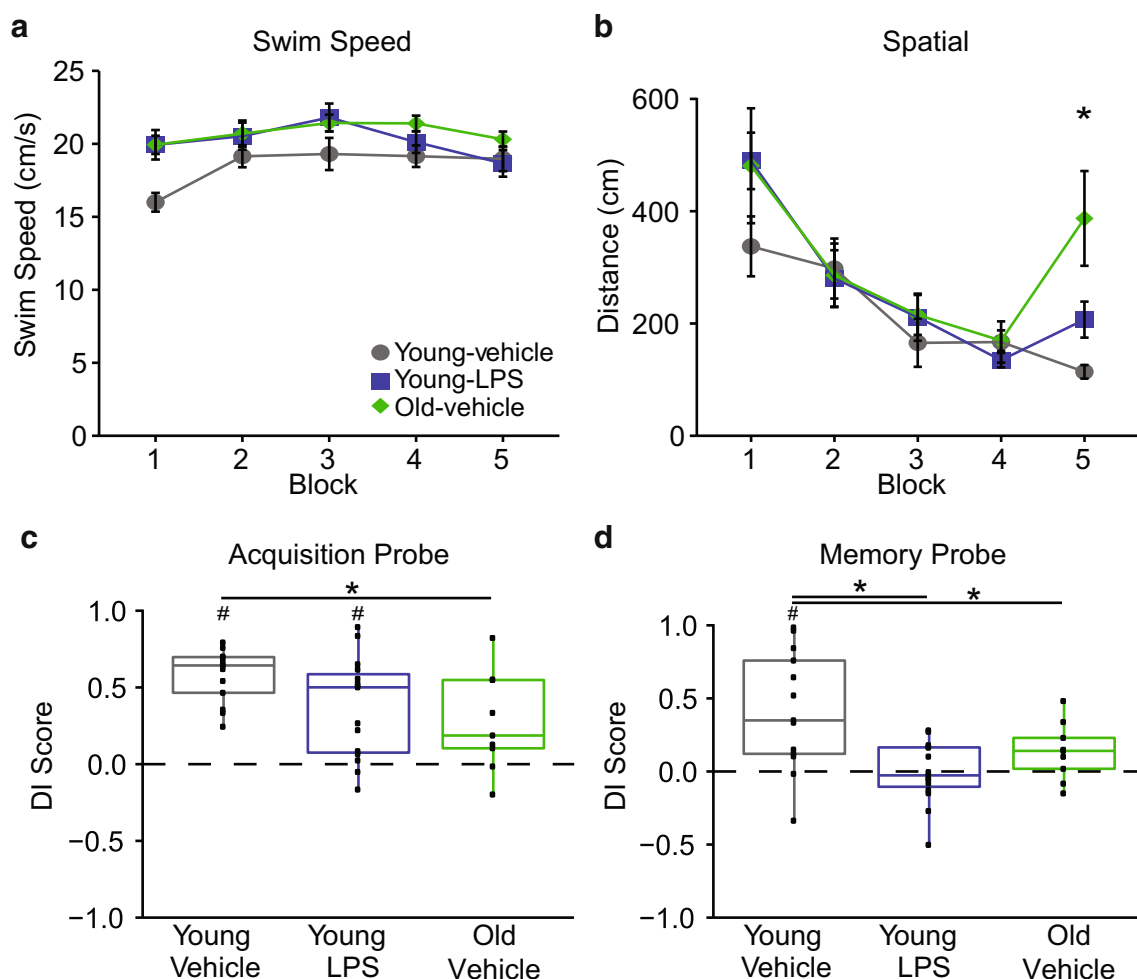 a
Swim Speed
25
20
15
10
5
0
Swim Speed (cm/s)
Young-vehicle
Young-LPS
Old-vehicle
1 2 3 4 5
Block
b
Spatial
*
600
400
200
0
Distance (cm)
1 2 3 4 5
Block
c
Acquisition Probe
*
# #
1.0
0.5
0.0
−0.5
−1.0
DI Score
Young Vehicle
Young LPS
Old Vehicle
d
Memory Probe
* *
#
1.0
0.5
0.0
−0.5
−1.0
DI Score
Young Vehicle
Young LPS
Old Vehicle